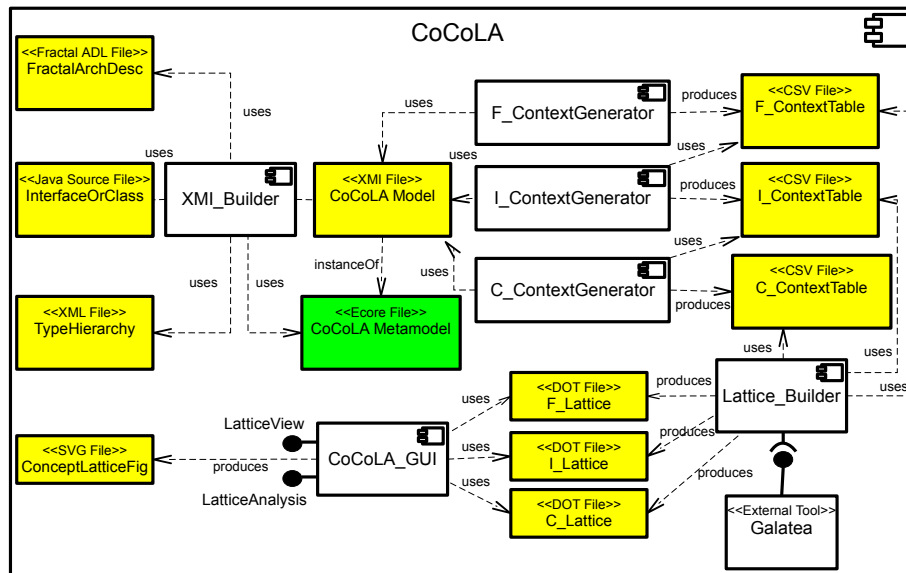 CoCoLA
<<Fractal ADL File>>
FractalArchDesc
uses
<<Java Source File>>
InterfaceOrClass
uses
XMI_Builder
<<XMI File>>
CoCoLA Model
uses
uses
uses
F_ContextGenerator
produces
<<CSV File>>
F_ContextTable
uses
I_ContextGenerator
produces
<<CSV File>>
I_ContextTable
uses
C_ContextGenerator
produces
<<CSV File>>
C_ContextTable
instanceOf
uses
uses
<<XML File>>
TypeHierarchy
<<Ecore File>>
CoCoLA Metamodel
uses
uses
uses
Lattice_Builder
<<DOT File>>
F_Lattice
produces
uses
LatticeView
<<SVG File>>
ConceptLatticeFig
produces
CoCoLA_GUI
uses
<<DOT File>>
I_Lattice
produces
LatticeAnalysis
uses
<<DOT File>>
C_Lattice
produces
<<External Tool>>
Galatea